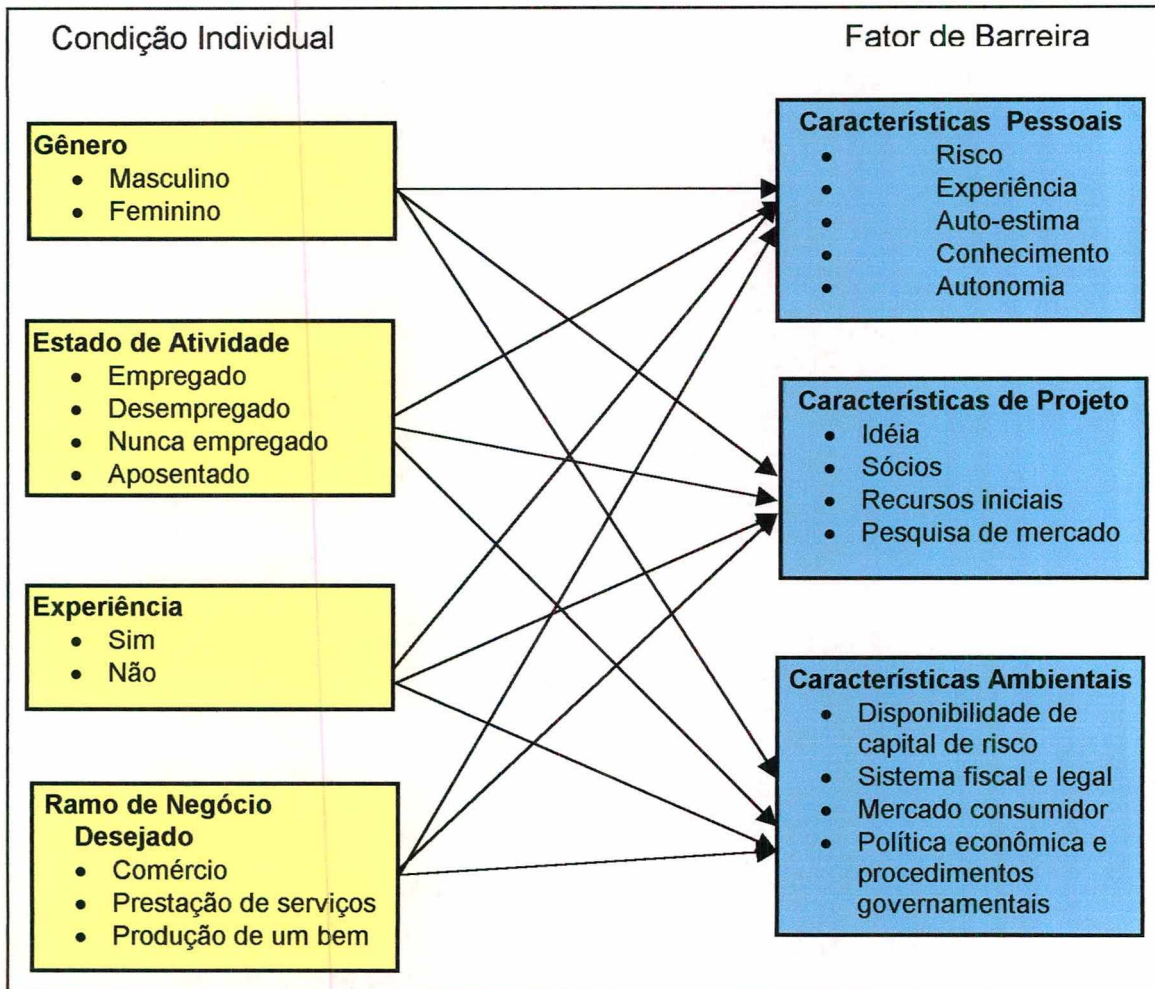 Condição Individual
Fator de Barreira
Gênero
• Masculino
• Feminino
Estado de Atividade
• Empregado
• Desempregado
• Nunca empregado
• Aposentado
Experiência
• Sim
• Não
Ramo de Negócio
Desejado
• Comércio
• Prestação de serviços
• Produção de um bem
Características Pessoais
• Risco
• Experiência
• Auto-estima
• Conhecimento
• Autonomia
Características de Projeto
• Idéia
• Sócios
• Recursos iniciais
• Pesquisa de mercado
Características Ambientais
• Disponibilidade de
capital de risco
• Sistema fiscal e legal
• Mercado consumidor
• Política econômica e
procedimentos
governamentais